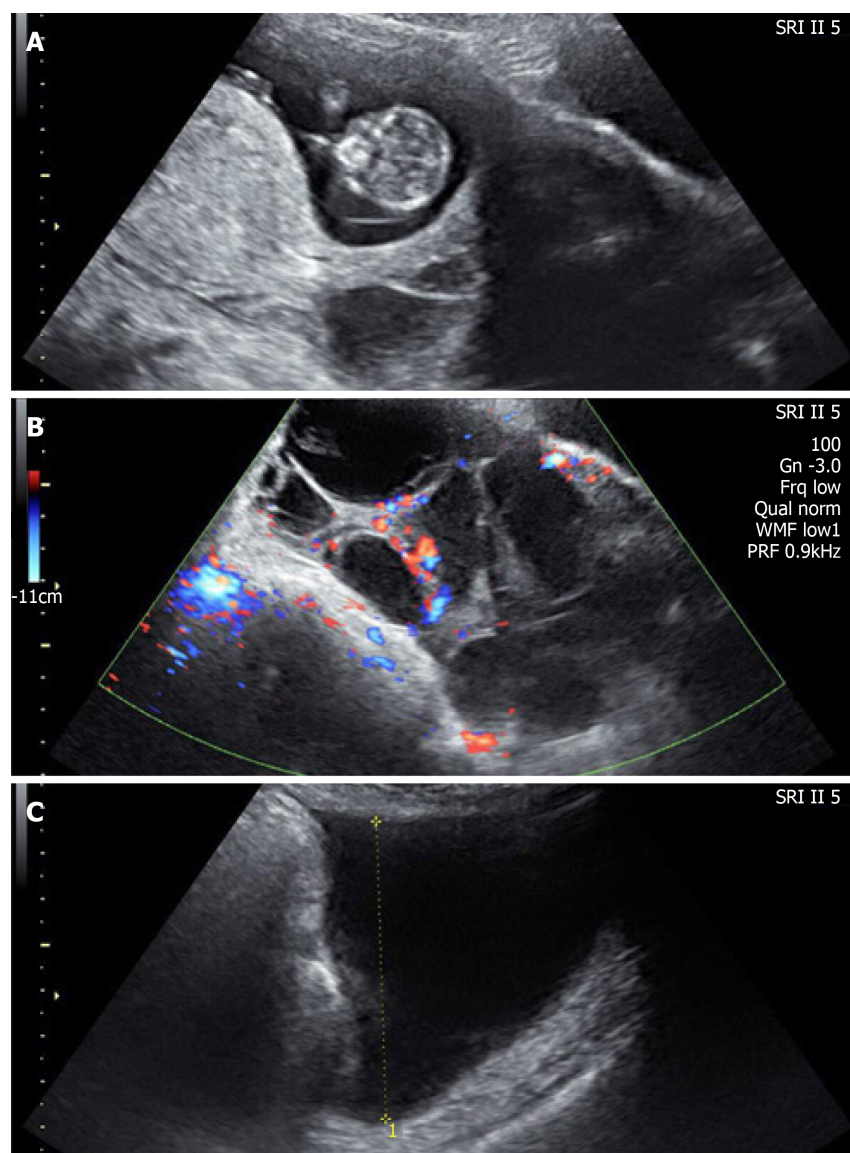 A
SRI II 5
B
SRI II 5
100
Gn -3.0
Frq low
Qual norm
WMF low1
PRF 0.9kHz
-11cm
C
SRI II 5
1